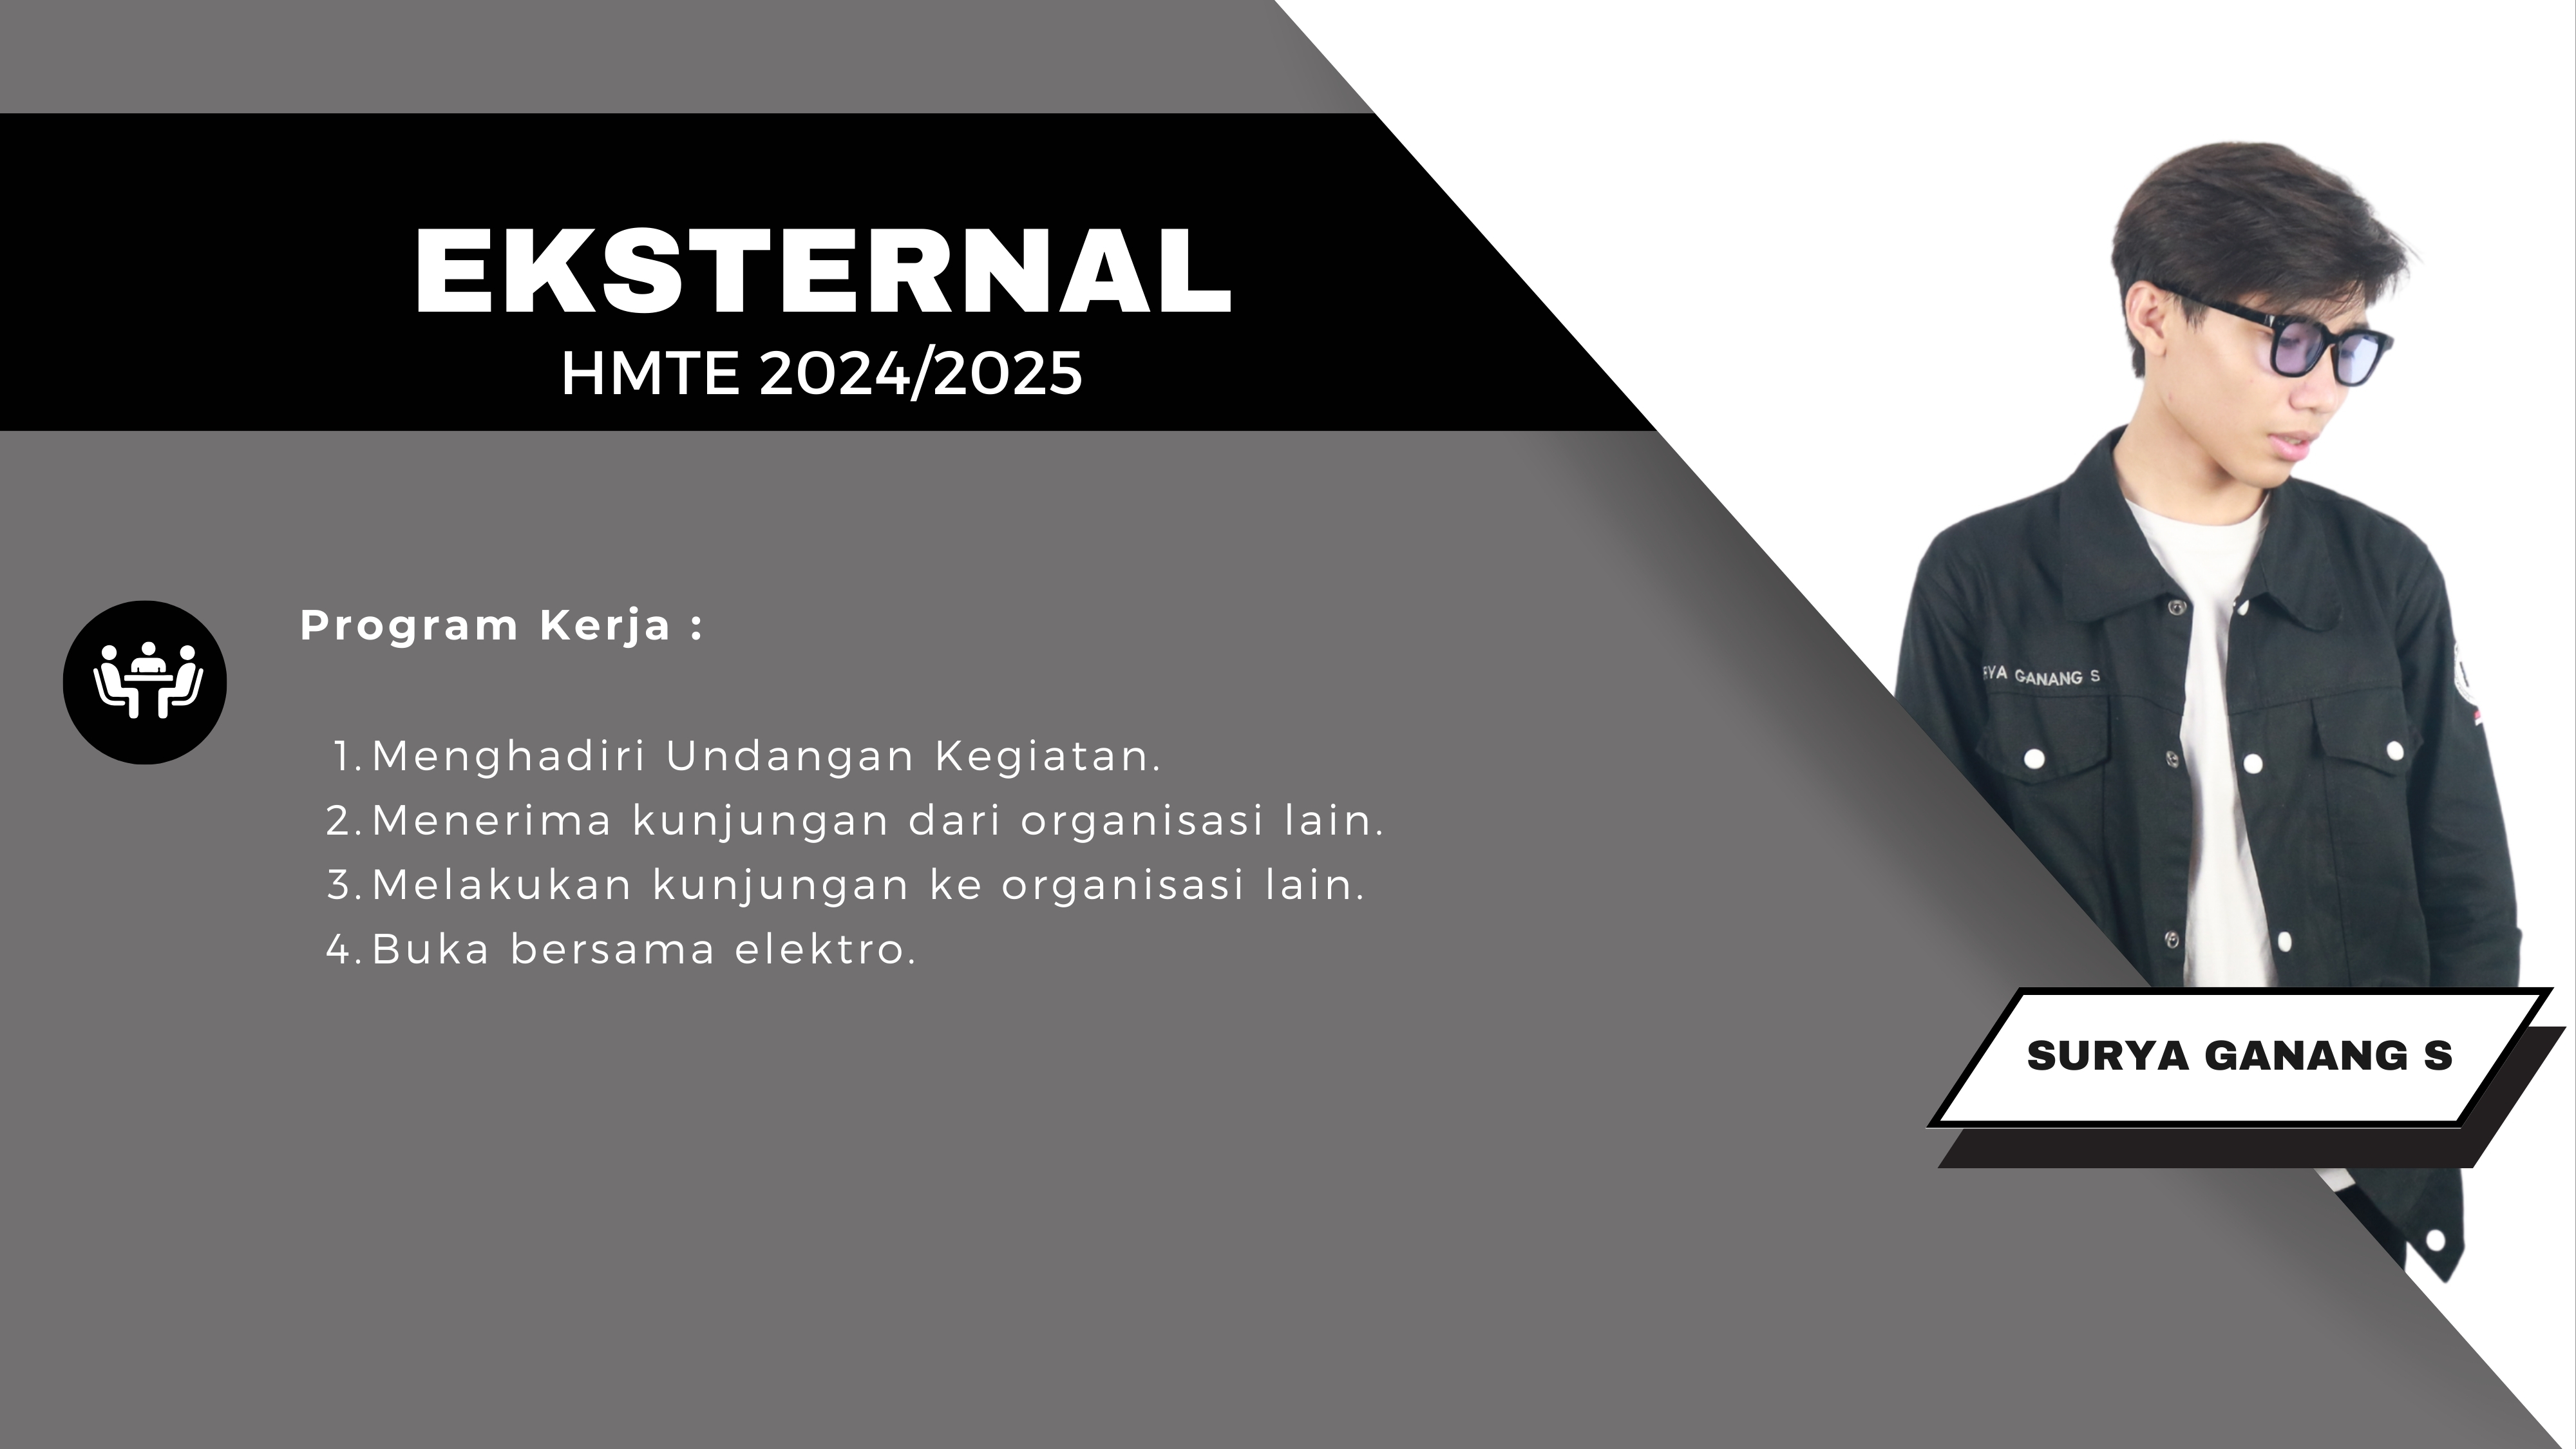 EKSTERNAL
HMTE 2024/2025
Program Kerja :
1. Menghadiri Undangan Kegiatan.
2. Menerima kunjungan dari organisasi lain.
3. Melakukan kunjungan ke organisasi lain.
4. Buka bersama elektro.
YA GANANG S
SURYA GANANG S